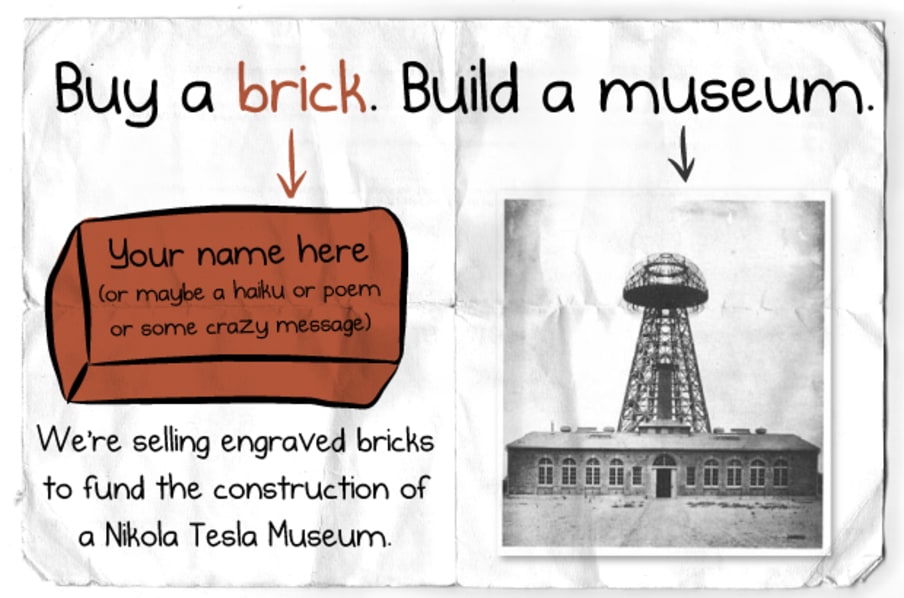 Buy a brick. Build a museum.
Your name here
(or maybe a haiku or poem
or some crazy message)
We're selling engraved bricks
to fund the construction of
a Nikola Tesla Museum.